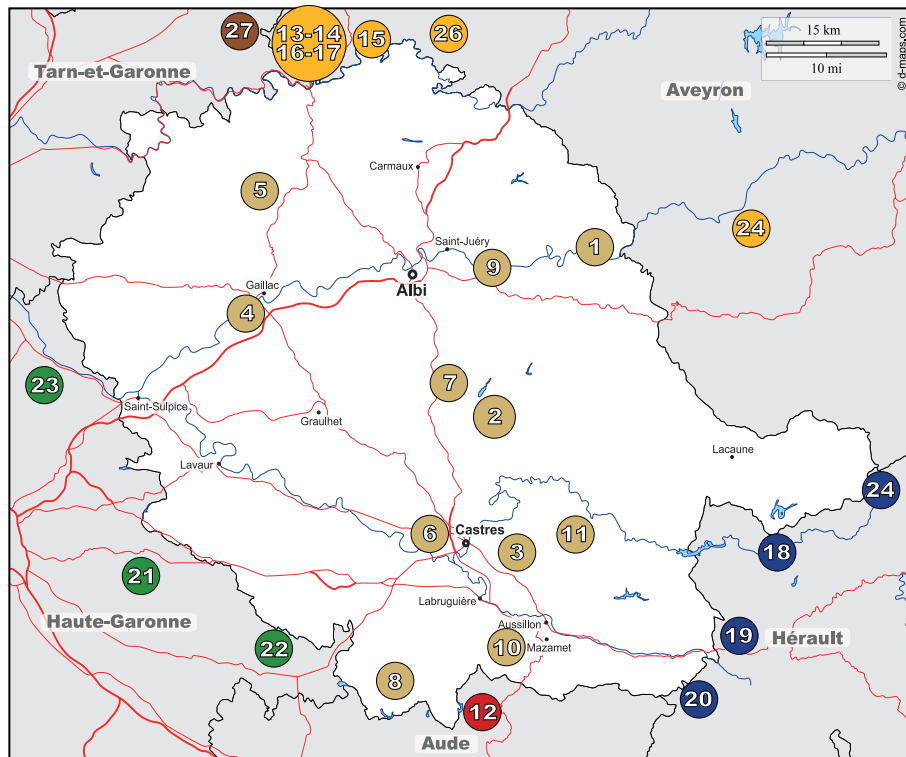 27
13-14
16-17
15
26
15 km
10 mi
© d-maps.com
Tarn-et-Garonne
Aveyron
Carmaux
5
24
Saint-Juéry
1
9
Albi
Gaillac
4
23
7
Saint-Sulpice
Graulhet
2
Lavaur
Lacaune
24
6
Castres
3
11
18
21
Labruguière
Haute-Garonne
Aussillon
19
Hérault
22
10
Mazamet
8
20
12
Aude